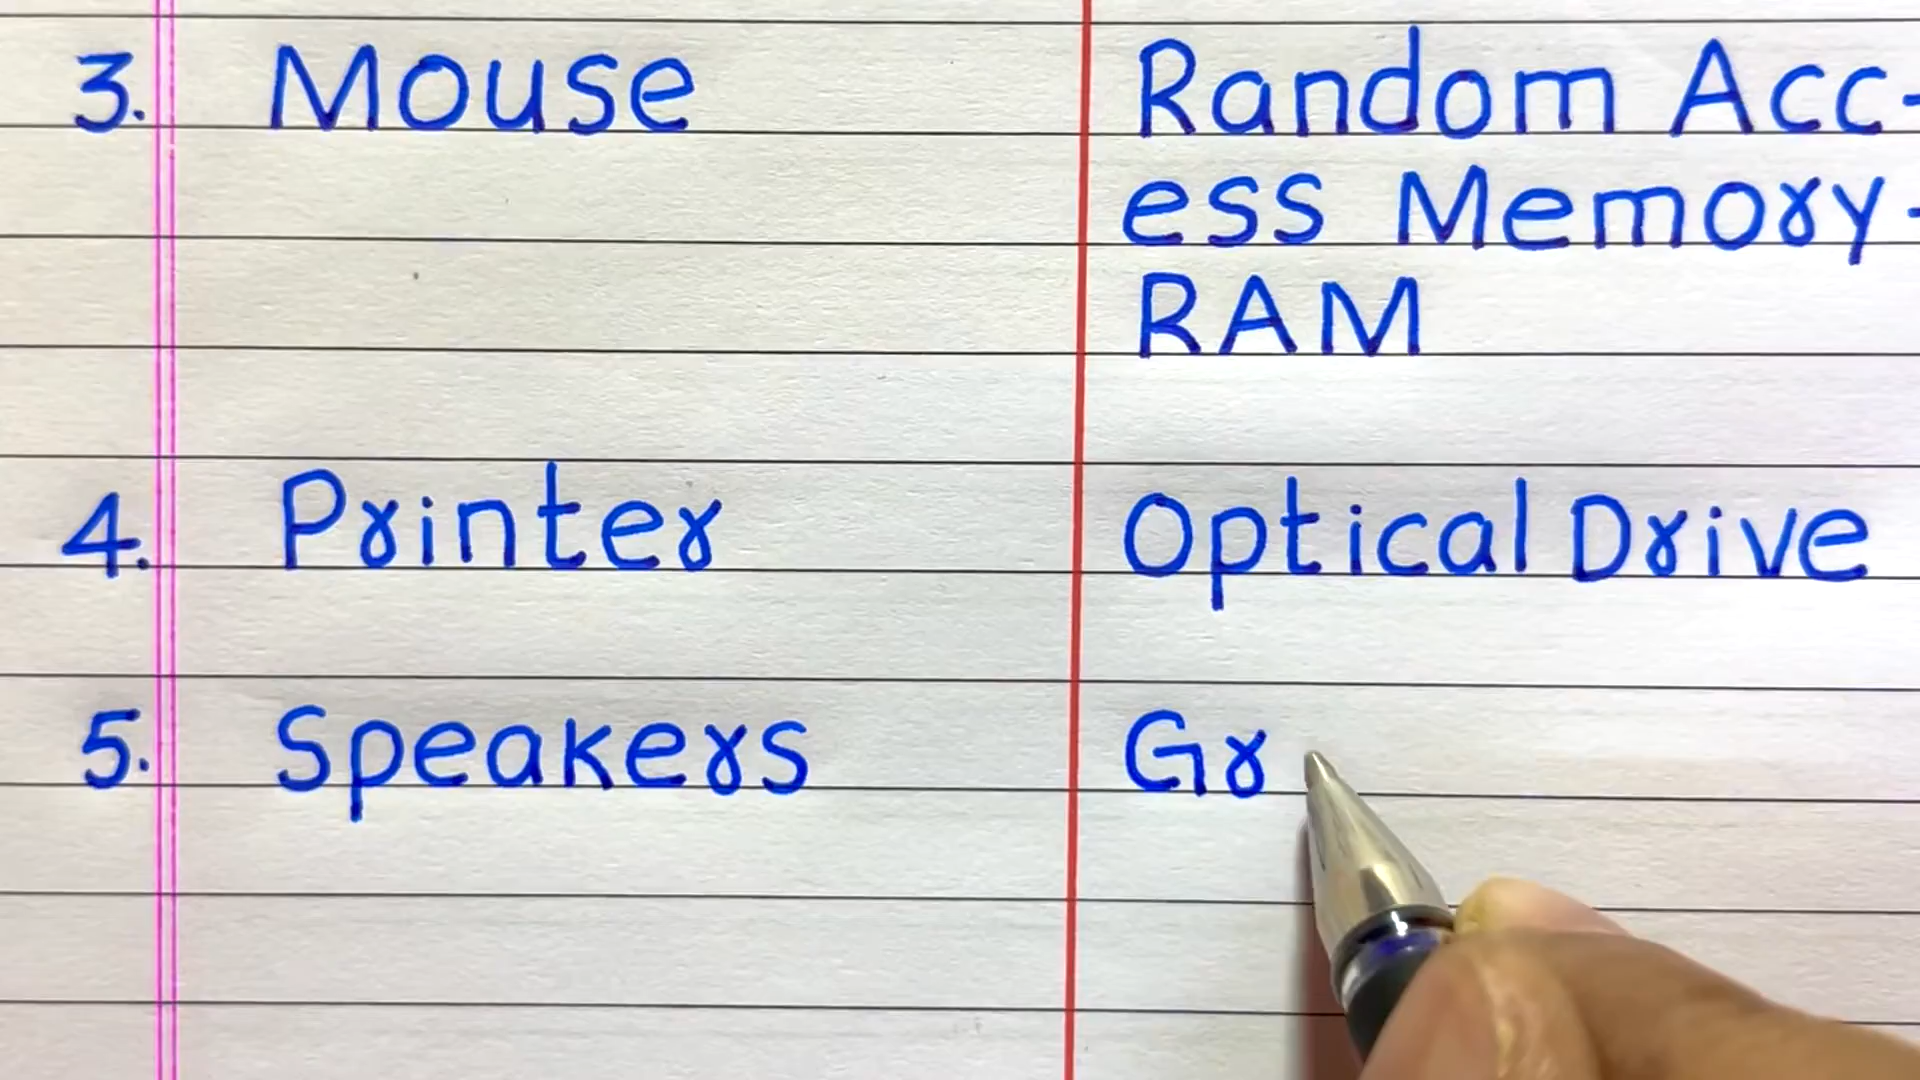 3. Mouse Random Acc-
ess Memory-
RAM
4. Printer Optical Drive
5. Speakers Gr